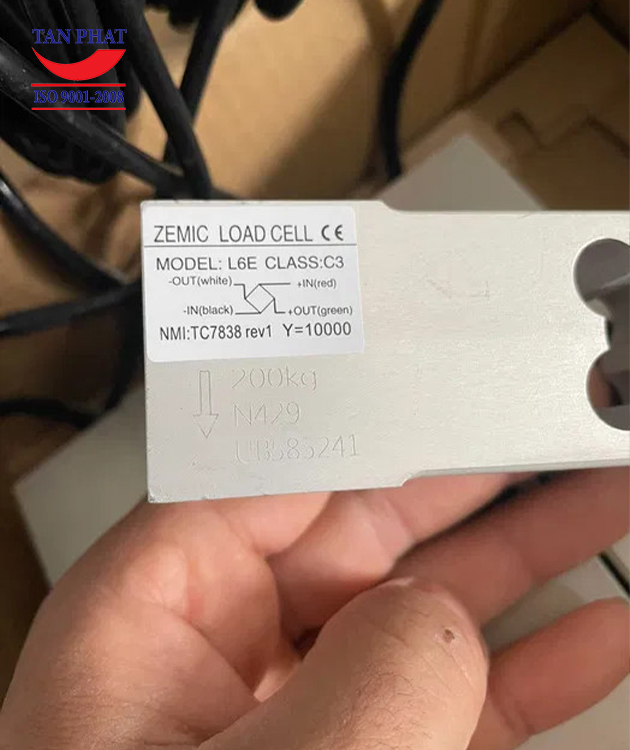 TAN PHAT
ISO 9001-2008
ZEMIC LOAD CELL CE
MODEL: L6E CLASS:C3
-OUT(white) +IN(red)
-IN(black) +OUT(green)
NMI:TC7838 rev1 Y=10000
200kg
N429